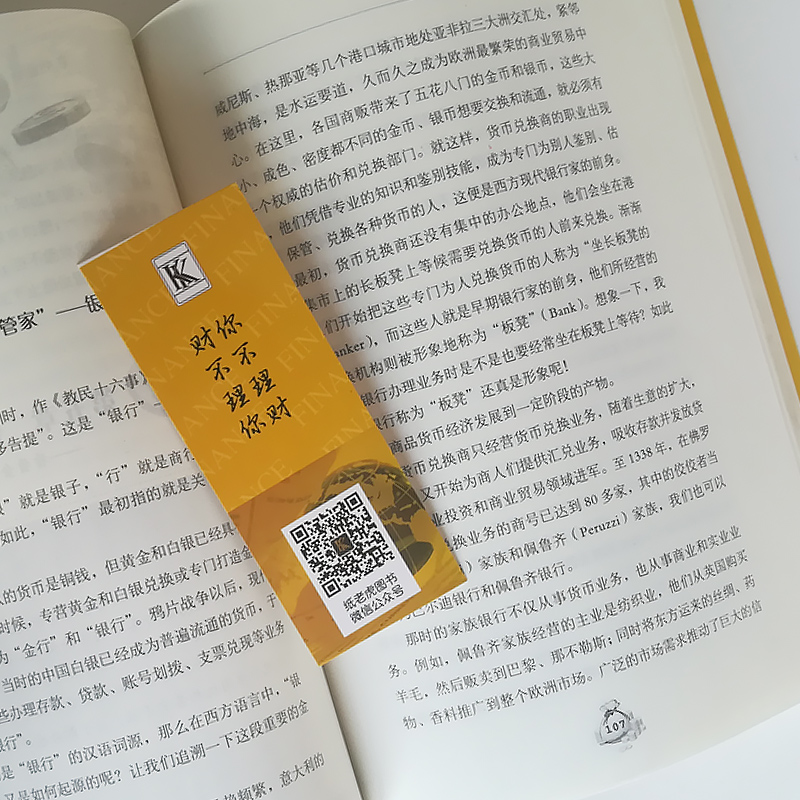 管家”——银
时，作《教民十六事》
多告提”。这是“银行”一
”就是银子，“行”就是商行
如此，“银行”最初指的就是关
的货币是铜钱，但黄金和白银已经具
时候，专营黄金和白银兑换或专门打造金
为“金行”和“银行”。鸦片战争以后，现
当时的中国白银已经成为普遍流通的货币，于
些办理存款、贷款、账号划拨、支票兑现等业务
银行”。
是“银行”的汉语词源，那么在西方语言中，“银
又是如何起源的呢？让我们追溯一下这段重要的金
频繁，意大利的
FINANCE
K
财你
不不
理理
你财
纸老虎图书
微信公众号
威尼斯、热那亚等几个港口城市地处亚非拉三大洲交汇处，紧邻
地中海，是水运要道，久而久之成为欧洲最繁荣的商业贸易中
心。在这里，各国商贩带来了五花八门的金币和银币，这些大
小、成色、密度都不同的金币、银币想要交换和流通，就必须有
一个权威的估价和兑换部门。就这样，货币兑换商的职业出现
，他们凭借专业的知识和鉴别技能，成为专门为别人鉴别、估
保管、兑换各种货币的人，这便是西方现代银行家的前身。
最初，货币兑换商还没有集中的办公地点，他们会坐在港
集市上的长板凳上等候需要兑换货币的人前来兑换。渐渐
们开始把这些专门为人兑换货币的人称为“坐长板凳的
anker)，而这些人就是早期银行家的前身，他们所经营的
换机构则被形象地称为“板凳”(Bank)。想象一下，我
银行办理业务时是不是也要经常坐在板凳上等待？如此
银行称为“板凳”还真是形象呢！
商品货币经济发展到一定阶段的产物。
货币兑换商只经营货币兑换业务，随着生意的扩大，
又开始为商人们提供汇兑业务，吸收存款并发放贷
业投资和商业贸易领域进军。至 1338 年，在佛罗
换业务的商号已达到 80 多家，其中的佼佼者当
) 家族和佩鲁齐（Peruzzi）家族，我们也可以
巴尔迪银行和佩鲁齐银行。
那时的家族银行不仅从事货币业务，也从事商业和实业业
务。例如，佩鲁齐家族经营的主业是纺织业，他们从英国购买
羊毛，然后贩卖到巴黎、那不勒斯；同时将东方运来的丝绸、药
物、香料推广到整个欧洲市场。广泛的市场需求推动了巨大的信
107